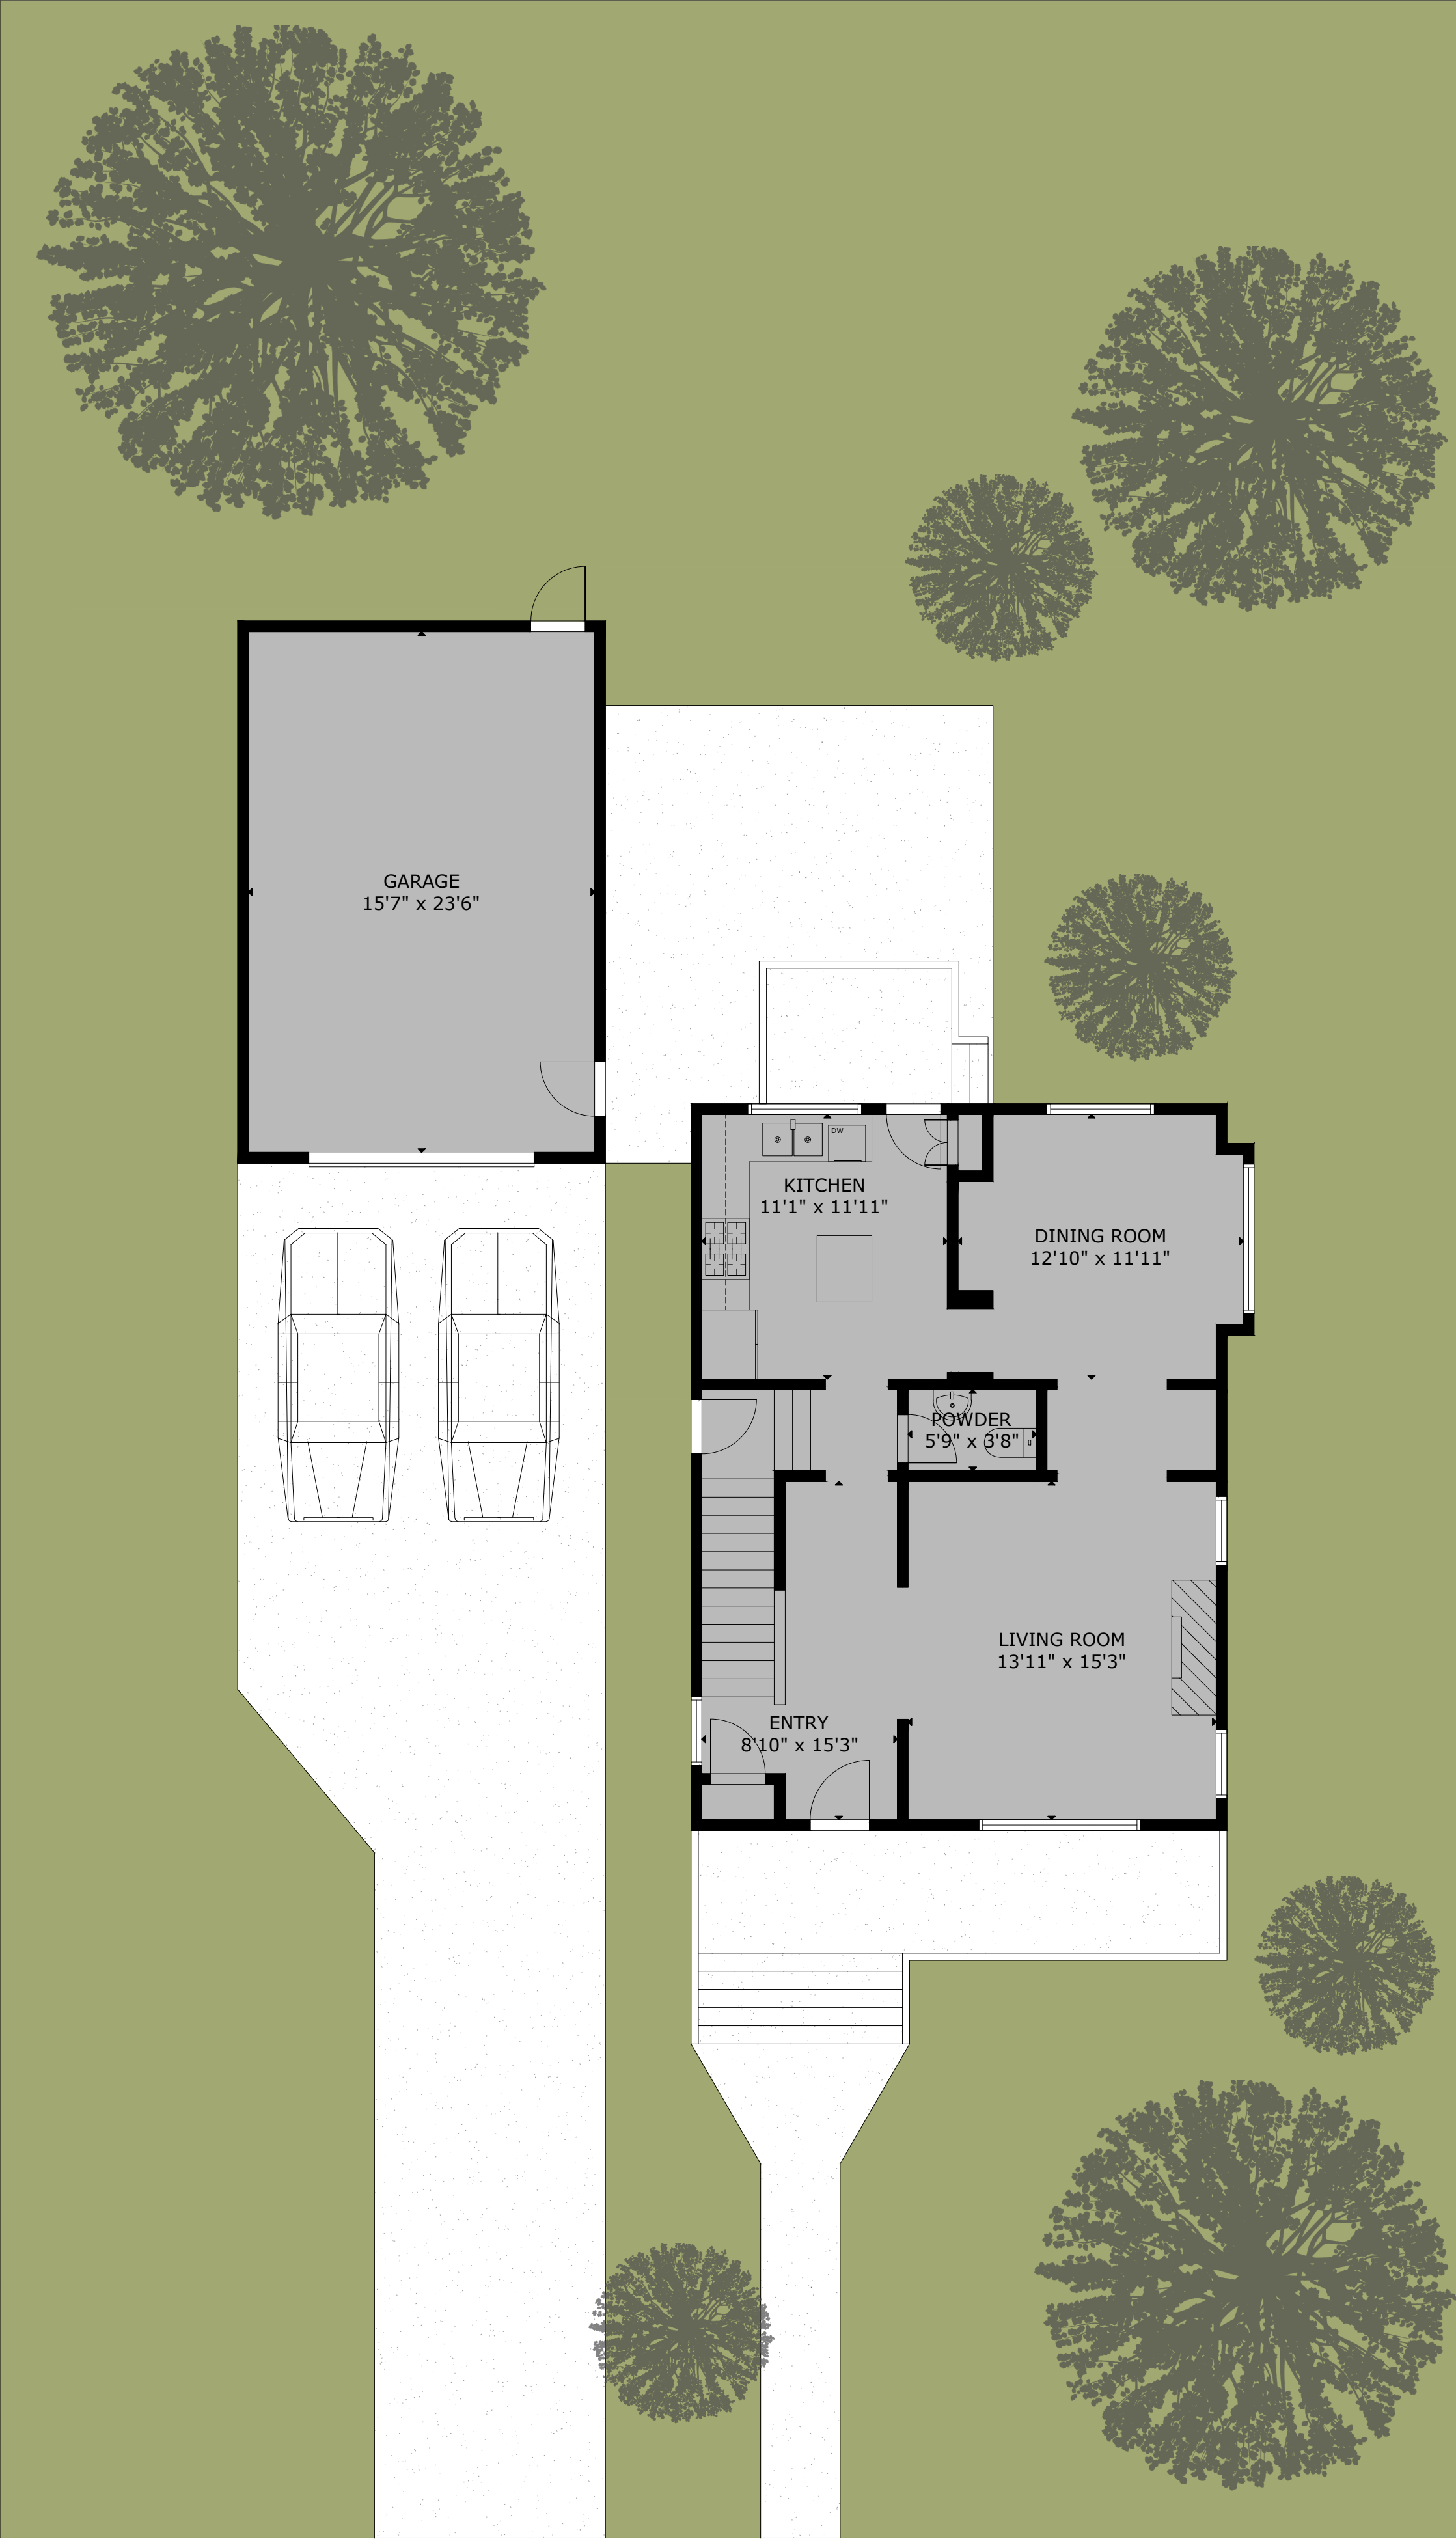 GARAGE
15'7" x 23'6"
DW
KITCHEN
11'1" x 11'11"
DINING ROOM
12'10" x 11'11"
POWDER
5'9" x 3'8"
LIVING ROOM
13'11" x 15'3"
ENTRY
8'10" x 15'3"